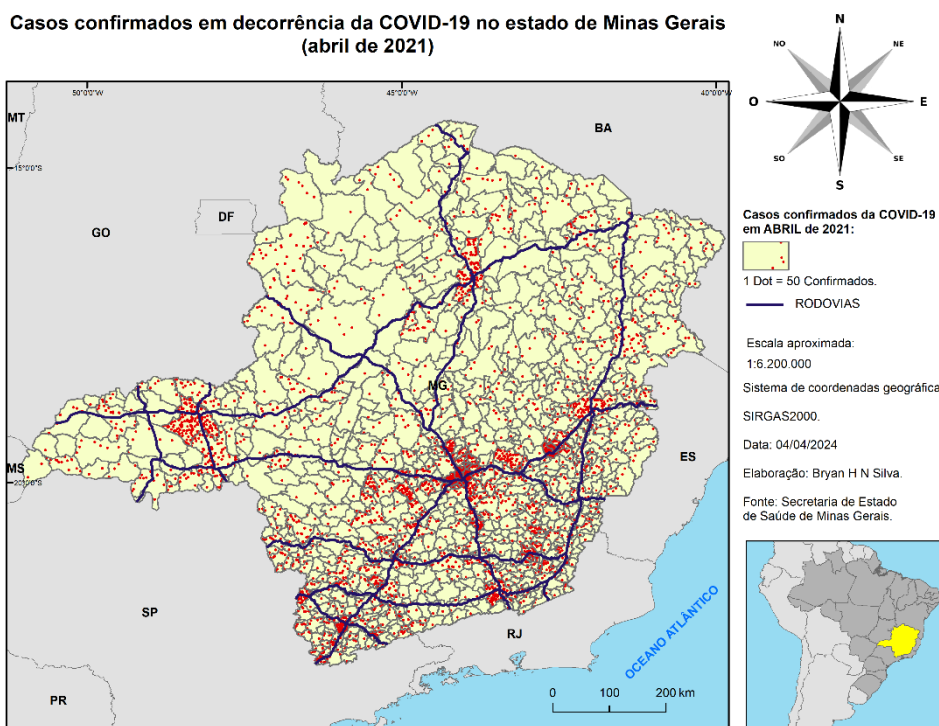 Casos confirmados em decorrência da COVID-19 no estado de Minas Gerais
(abril de 2021)
N
NO
NE
O
E
SO
SE
S
50°0'0"W
45°0'0"W
40°0'0"W
MT
BA
15°0'0"S
DF
GO
MG
MS
20°0'0"S
ES
SP
RJ
PR
OCEANO ATLÂNTICO
0 100 200 km
Casos confirmados da COVID-19
em ABRIL de 2021:
1 Dot = 50 Confirmados.
RODOVIAS
Escala aproximada:
1:6.200.000
Sistema de coordenadas geográfica
SIRGAS2000.
Data: 04/04/2024
Elaboração: Bryan H N Silva.
Fonte: Secretaria de Estado
de Saúde de Minas Gerais.